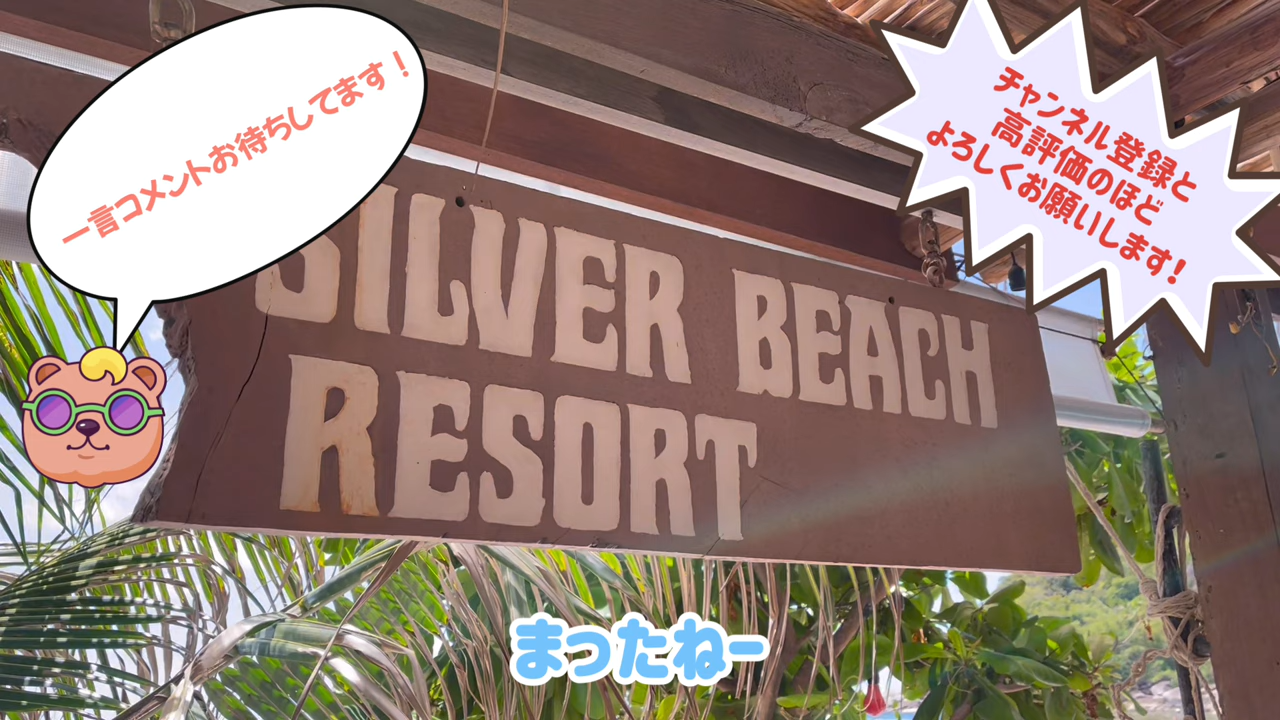 一言コメントお待ちしてます！
チャンネル登録と
高評価のほど
よろしくお願いします!
SILVER BEACH
RESORT
まったねー